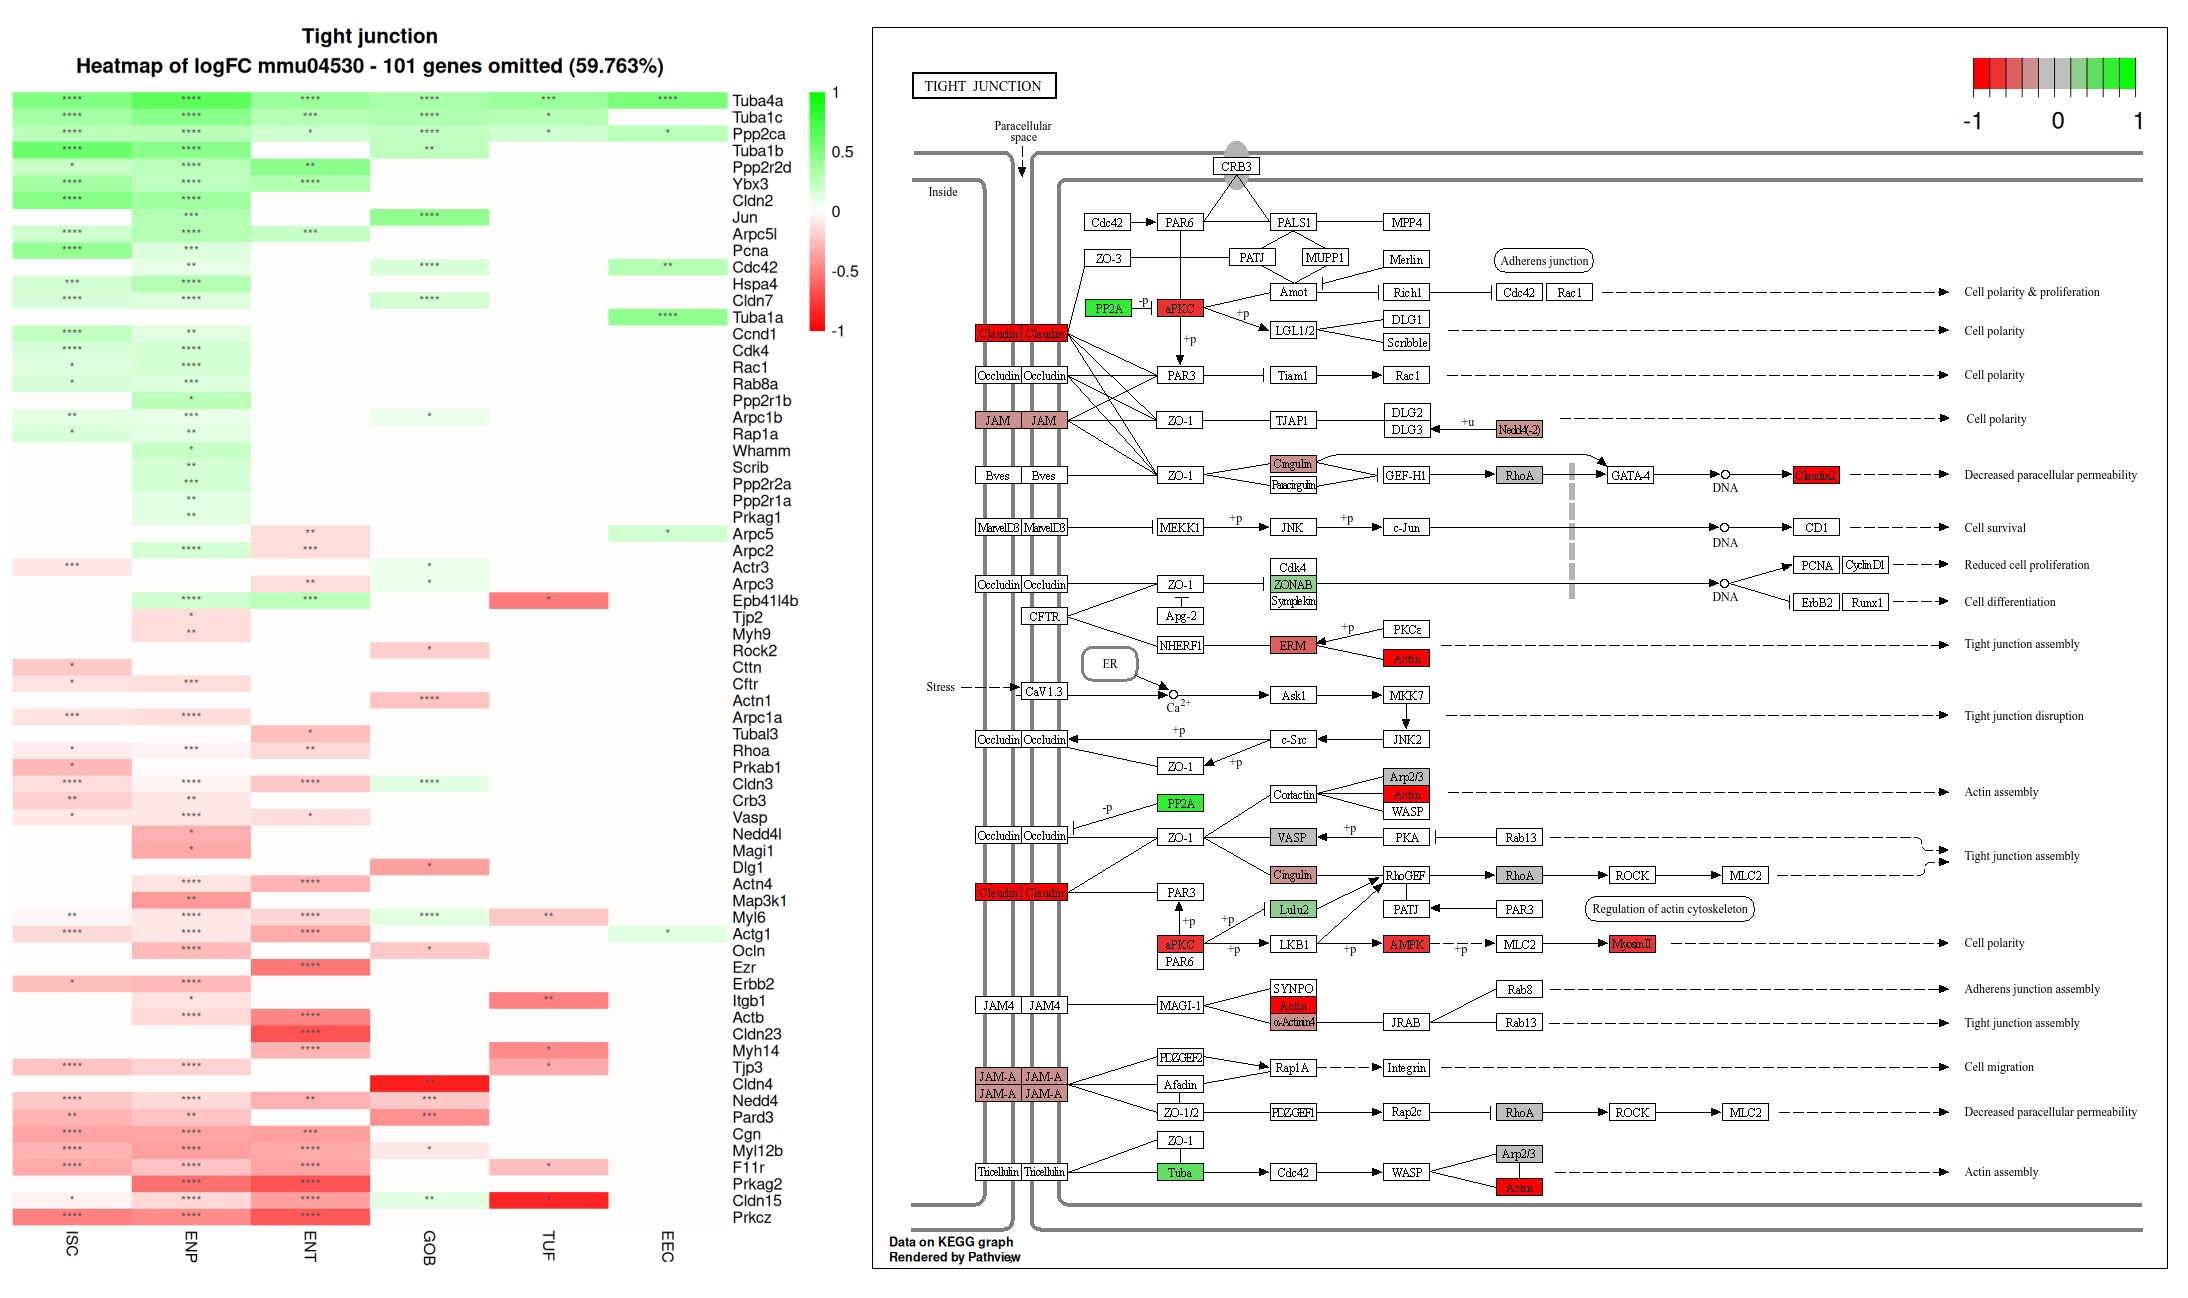 Tight junction
Heatmap of logFC mmu04530 - 101 genes omitted (59.763%)
**** **** **** **** *** **** Tuba4a
**** **** *** **** * Tuba1c
**** **** * **** * * Ppp2ca
**** **** ** Tuba1b
* **** ** Ppp2r2d
**** **** **** Ybx3
**** **** Cldn2
*** **** Jun
**** **** *** Arpc5l
**** *** Pcna
** **** ** Cdc42
*** **** Hspa4
**** **** **** Cldn7
**** Tuba1a
**** ** Ccnd1
**** **** Cdk4
* **** Rac1
* *** Rab8a
* Ppp2r1b
** *** * Arpc1b
* ** Rap1a
* Whamm
** Scrib
*** Ppp2r2a
** Ppp2r1a
** Prkag1
** * Arpc5
**** *** Arpc2
*** * Actr3
** * Arpc3
**** *** * Epb41l4b
* Tjp2
** Myh9
* Rock2
* Cttn
* *** Cftr
**** Actn1
*** **** Arpc1a
* Tubal3
* *** ** Rhoa
* Prkab1
**** **** **** **** Cldn3
** ** Crb3
* **** * Vasp
* Nedd4l
* Magi1
* Dlg1
**** **** Actn4
** Map3k1
** **** **** **** ** Myl6
**** **** **** * Actg1
**** * Ocln
**** Ezr
* **** Erbb2
* ** Itgb1
**** **** Actb
**** Cldn23
**** * Myh14
**** **** * Tjp3
** Cldn4
**** **** ** *** Nedd4
** ** *** Pard3
**** **** *** Cgn
**** **** **** * Myl12b
**** **** **** * F11r
**** **** Prkag2
* **** **** ** * Cldn15
**** **** **** Prkcz
ISC ENP ENT GOB TUF EEC
1
0.5
0
-0.5
-1
TIGHT JUNCTION
-1 0 1
Paracellular
space
CRB3
Inside
Cdc42 PAR6 PALS1 MPP4
ZO-3 PATJ MUPP1 Merlin Adherens junction
Amot Rich1 Cdc42 Rac1 Cell polarity & proliferation
PP2A -p aPKC +p
Claudin Claudin LGL1/2 DLG1 Cell polarity
+p Scribble
Occludin Occludin PAR3 Tiam1 Rac1 Cell polarity
JAM JAM ZO-1 TJAP1 DLG2 Cell polarity
DLG3 +u Nedd4(-2)
Cingulin
Bves Bves ZO-1 GEF-H1 RhoA GATA-4 DNA Claudin2 Decreased paracellular permeability
Paracingulin
MarvelD3 MarvelD3 MEKK1 +p JNK +p c-Jun DNA CD1 Cell survival
Cdk4 PCNA CyclinD1 Reduced cell proliferation
Occludin Occludin ZO-1 ZONAB DNA
Symplekin ErbB2 Runx1 Cell differentiation
CFTR Apg-2
+p PKCε
NHERF1 ERM Tight junction assembly
ER Actin
Stress CaV1.3 Ca2+ Ask1 MKK7
Tight junction disruption
Occludin Occludin +p c-Src JNK2
ZO-1 +p
Arp2/3
PP2A Cortactin Actin Actin assembly
-p WASP
Occludin Occludin ZO-1 VASP +p PKA Rab13
Tight junction assembly
Cingulin RhoGEF RhoA ROCK MLC2
Claudin Claudin PAR3
+p +p Lulu2 PATJ PAR3 Regulation of actin cytoskeleton
aPKC +p LKB1 +p AMPK +p MLC2 MyosinII Cell polarity
PAR6
SYNPO Rab8 Adherens junction assembly
JAM4 JAM4 MAGI-1 Actin
α-Actinin4 JRAB Rab13 Tight junction assembly
PDZGEF2
JAM-A JAM-A Rap1A Integrin Cell migration
JAM-A JAM-A Afadin
ZO-1/2 PDZGEF1 Rap2c RhoA ROCK MLC2 Decreased paracellular permeability
ZO-1
Arp2/3
Tricellulin Tricellulin Tuba Cdc42 WASP Actin assembly
Actin
Data on KEGG graph
Rendered by Pathview